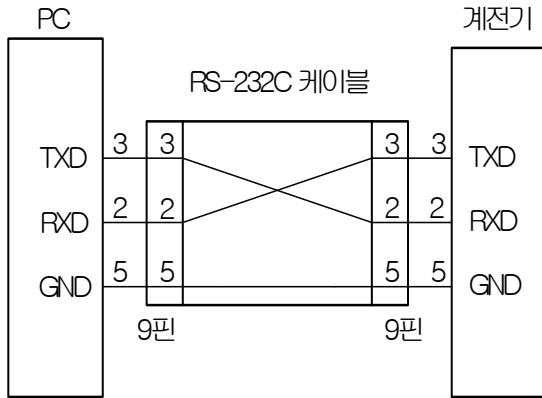 PC 계전기
RS-232C 케이블
TXD 3 3 3 3 TXD
RXD 2 2 2 2 RXD
GND 5 5 5 5 GND
9핀 9핀